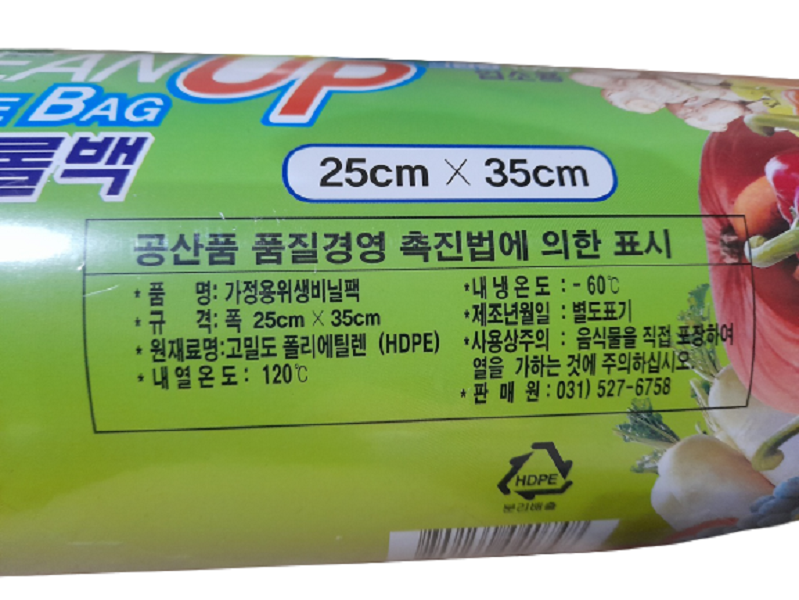 EAN UP
E BAG
롤백
25cm × 35cm
공산품 품질경영 촉진법에 의한 표시
* 품 명: 가정용위생비닐팩
* 규 격: 폭 25cm × 35cm
* 원재료명:고밀도 폴리에틸렌 (HDPE)
* 내열온도: 120℃
* 내냉온도 : - 60℃
* 제조년월일 : 별도표기
* 사용상주의 : 음식물을 직접 포장하여
열을 가하는 것에 주의하십시오.
* 판매원 : 031) 527-6758
HDPE
분리배출